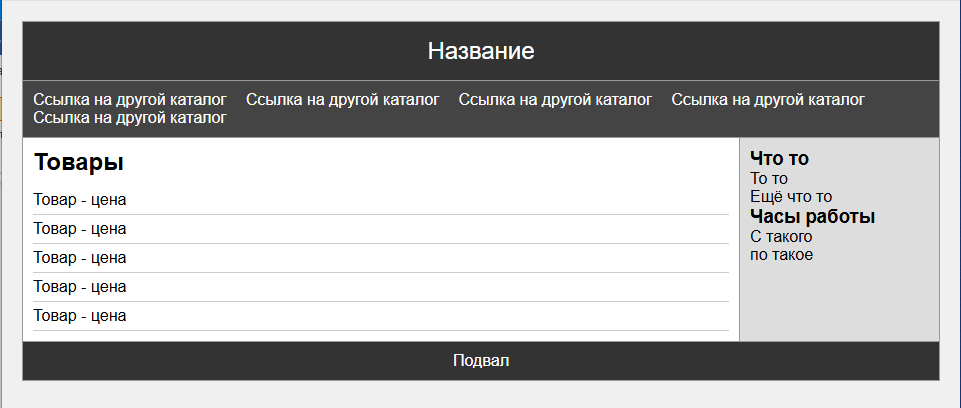 Название
Ссылка на другой каталог Ссылка на другой каталог Ссылка на другой каталог Ссылка на другой каталог
Ссылка на другой каталог
Товары
Товар - цена
Товар - цена
Товар - цена
Товар - цена
Товар - цена
Что то
То то
Ещё что то
Часы работы
С такого
по такое
Подвал